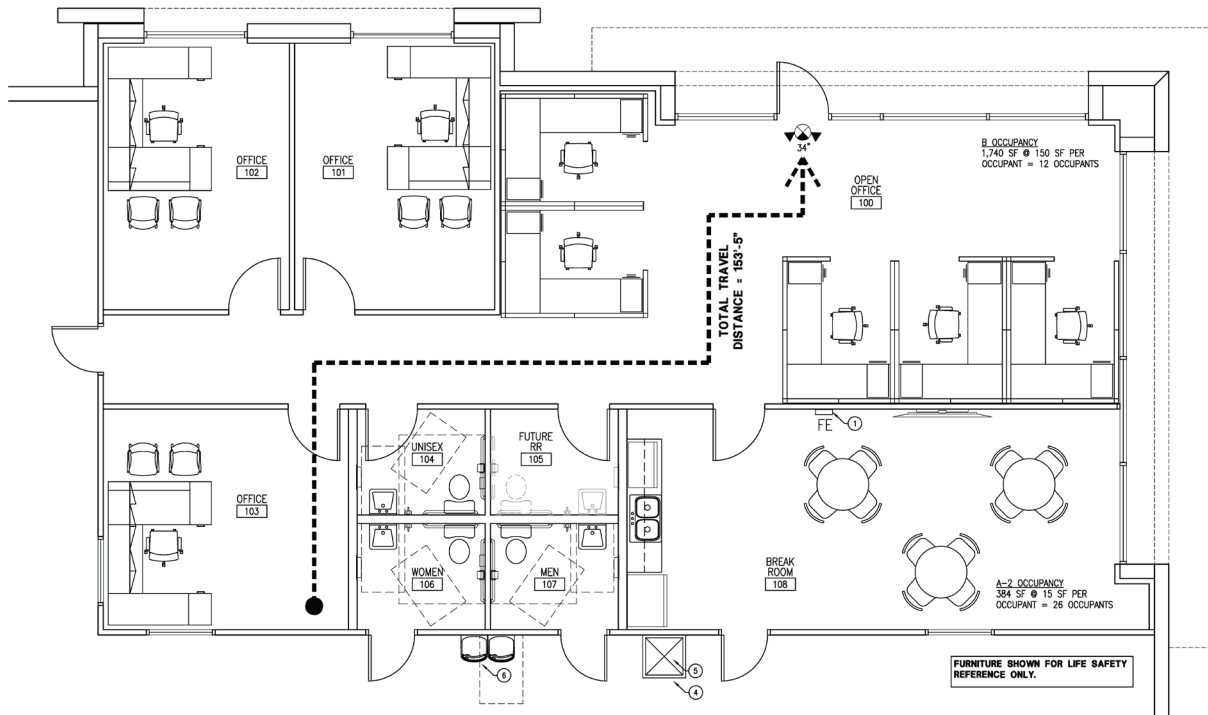 34"
B OCCUPANCY
1,740 SF @ 150 SF PER
OCCUPANT = 12 OCCUPANTS
OFFICE
102
OFFICE
101
OPEN
OFFICE
100
TOTAL TRAVEL
DISTANCE = 153'-5"
FE
1
UNISEX
104
FUTURE
RR
105
OFFICE
103
WOMEN
106
MEN
107
BREAK
ROOM
108
A-2 OCCUPANCY
384 SF @ 15 SF PER
OCCUPANT = 26 OCCUPANTS
6
5
4
FURNITURE SHOWN FOR LIFE SAFETY
REFERENCE ONLY.